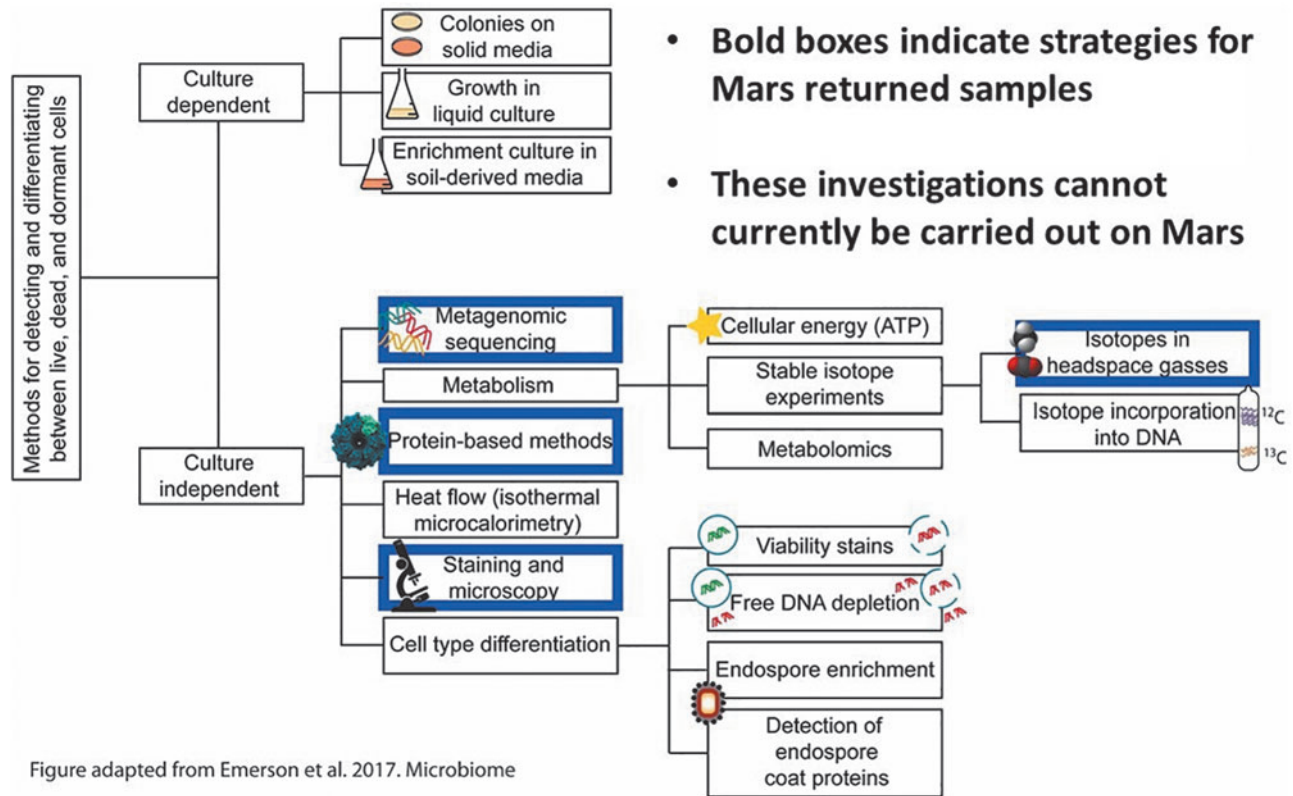 Methods for detecting and differentiating
between live, dead, and dormant cells
Culture
dependent
Colonies on
solid media
Growth in
liquid culture
Enrichment culture in
soil-derived media
• Bold boxes indicate strategies for
Mars returned samples
• These investigations cannot
currently be carried out on Mars
Culture
independent
Metagenomic
sequencing
Metabolism
Protein-based methods
Heat flow (isothermal
microcalorimetry)
Staining and
microscopy
Cell type differentiation
Cellular energy (ATP)
Stable isotope
experiments
Metabolomics
Isotopes in
headspace gasses
Isotope incorporation
into DNA
¹²C
¹³C
Viability stains
Free DNA depletion
Endospore enrichment
Detection of
endospore
coat proteins
Figure adapted from Emerson et al. 2017. Microbiome